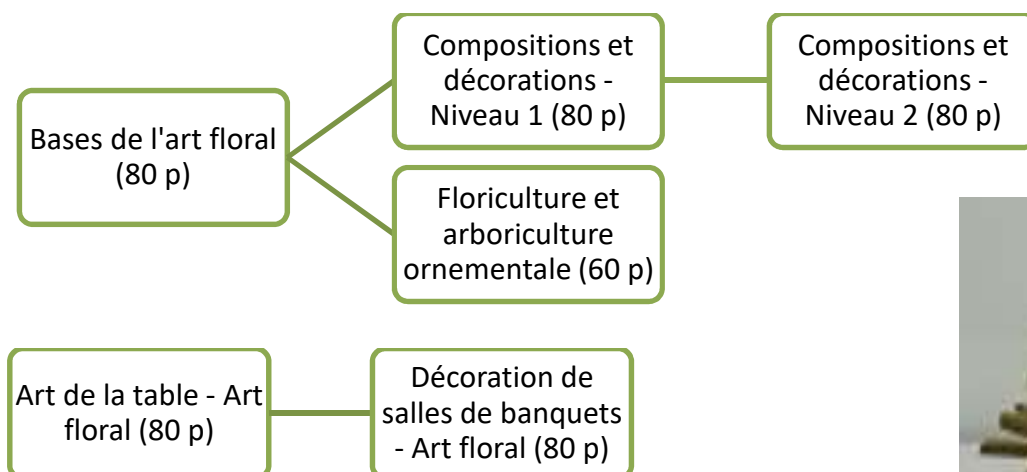 Bases de l'art floral
(80 p)
Compositions et
décorations -
Niveau 1 (80 p)
Compositions et
décorations -
Niveau 2 (80 p)
Floriculture et
arboriculture
ornementale (60 p)
Art de la table - Art
floral (80 p)
Décoration de
salles de banquets
- Art floral (80 p)